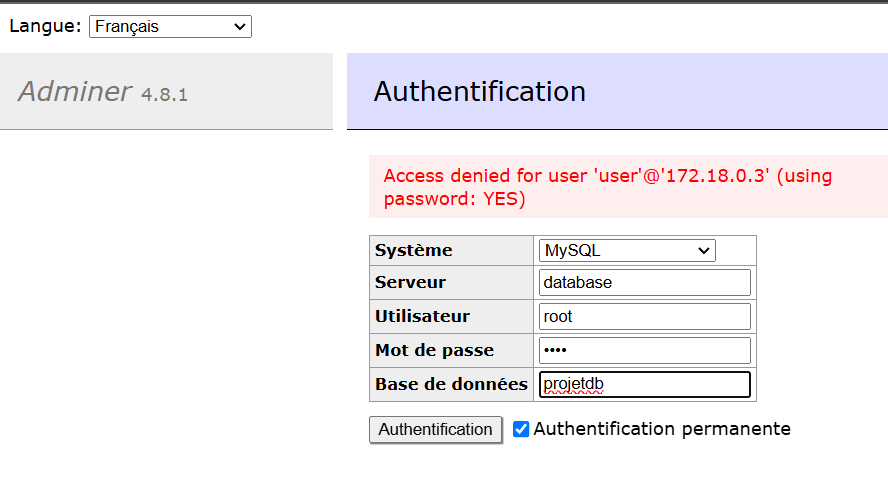 Langue: Français
Adminer 4.8.1
Authentification
Access denied for user 'user'@'172.18.0.3' (using
password: YES)
Système MySQL
Serveur database
Utilisateur root
Mot de passe ••••
Base de données projetdb
Authentification Authentification permanente